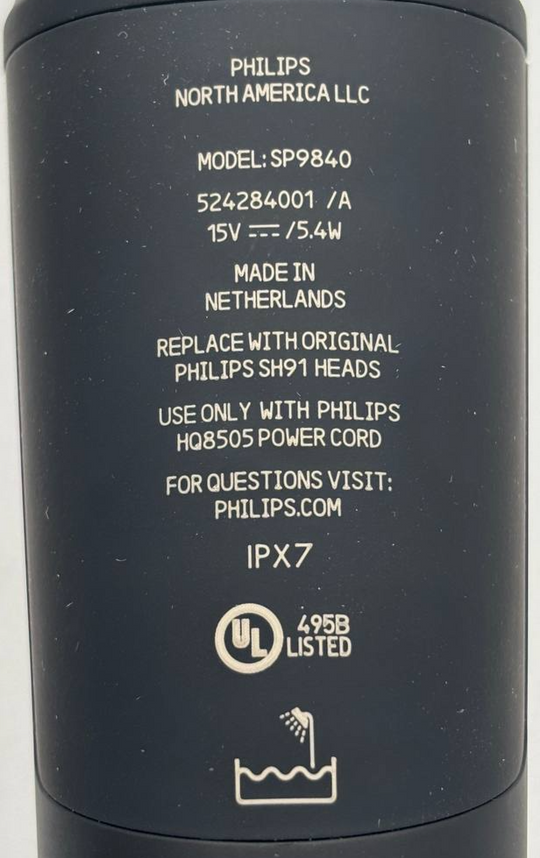 PHILIPS
NORTH AMERICA LLC
MODEL: SP9840
524284001 /A
15V ⎓ /5.4W
MADE IN
NETHERLANDS
REPLACE WITH ORIGINAL
PHILIPS SH91 HEADS
USE ONLY WITH PHILIPS
HQ8505 POWER CORD
FOR QUESTIONS VISIT:
PHILIPS.COM
IPX7
UL 495B
LISTED